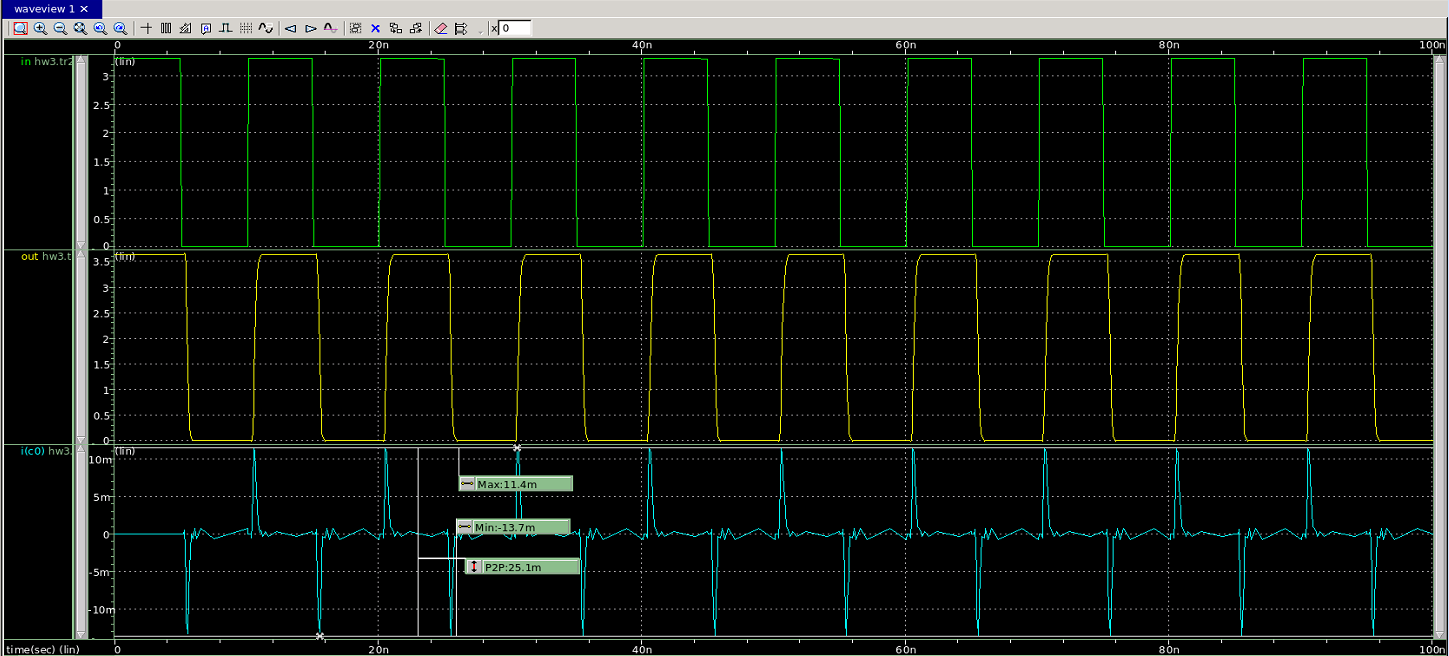 waveview 1 ×
x 0
0 20n 40n 60n 80n 100n
in hw3.tr2
(lin)
3
2.5
2
1.5
1
0.5
0
out hw3.t
(lin)
3.5
3
2.5
2
1.5
1
0.5
0
i(c0) hw3.
(lin)
10m
5m
0
-5m
-10m
Max:11.4m
Min:-13.7m
P2P:25.1m
time(sec) (lin) 0 20n 40n 60n 80n 100n